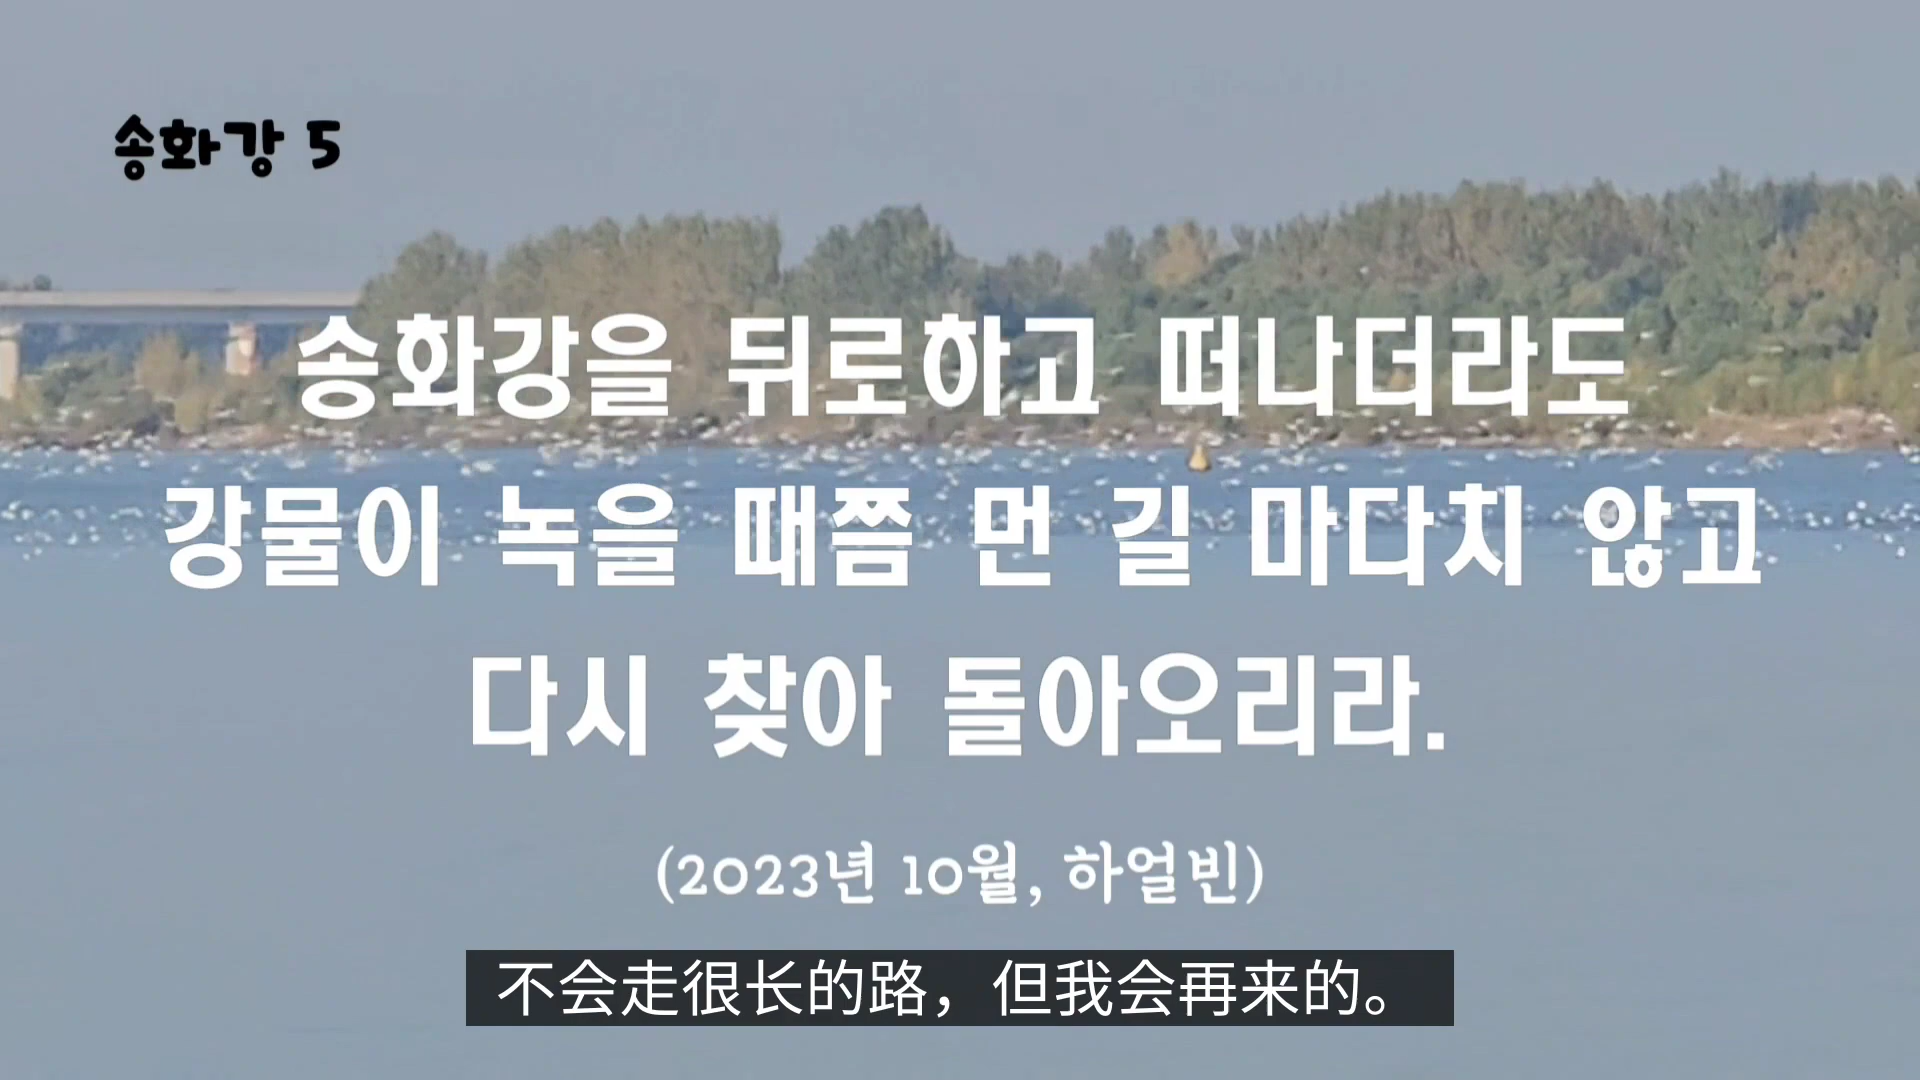 송화강 5
송화강을 뒤로하고 떠나더라도
강물이 녹을 때쯤 먼 길 마다치 않고
다시 찾아 돌아오리라.
(2023년 10월, 하얼빈)
不会走很长的路，但我会再来的。